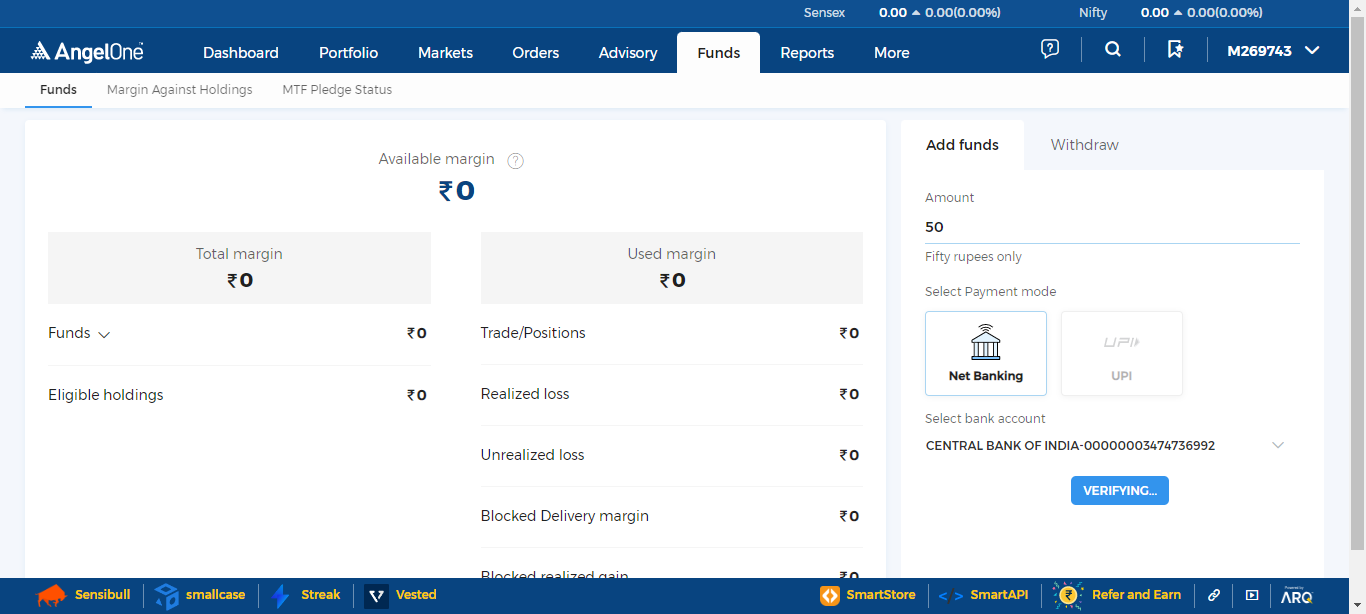 Sensex 0.00 0.00(0.00%) Nifty 0.00 0.00(0.00%)
AngelOne Dashboard Portfolio Markets Orders Advisory Funds Reports More M269743
Funds Margin Against Holdings MTF Pledge Status
Available margin ?
₹0
Total margin
₹0
Funds ₹0
Eligible holdings ₹0
Used margin
₹0
Trade/Positions ₹0
Realized loss ₹0
Unrealized loss ₹0
Blocked Delivery margin ₹0
Blocked realized gain ₹0
Add funds Withdraw
Amount
50
Fifty rupees only
Select Payment mode
Net Banking
UPI
UPI
Select bank account
CENTRAL BANK OF INDIA-00000003474736992
VERIFYING...
Sensibull smallcase Streak Vested SmartStore < > SmartAPI ₹ Refer and Earn Powered by ARQ